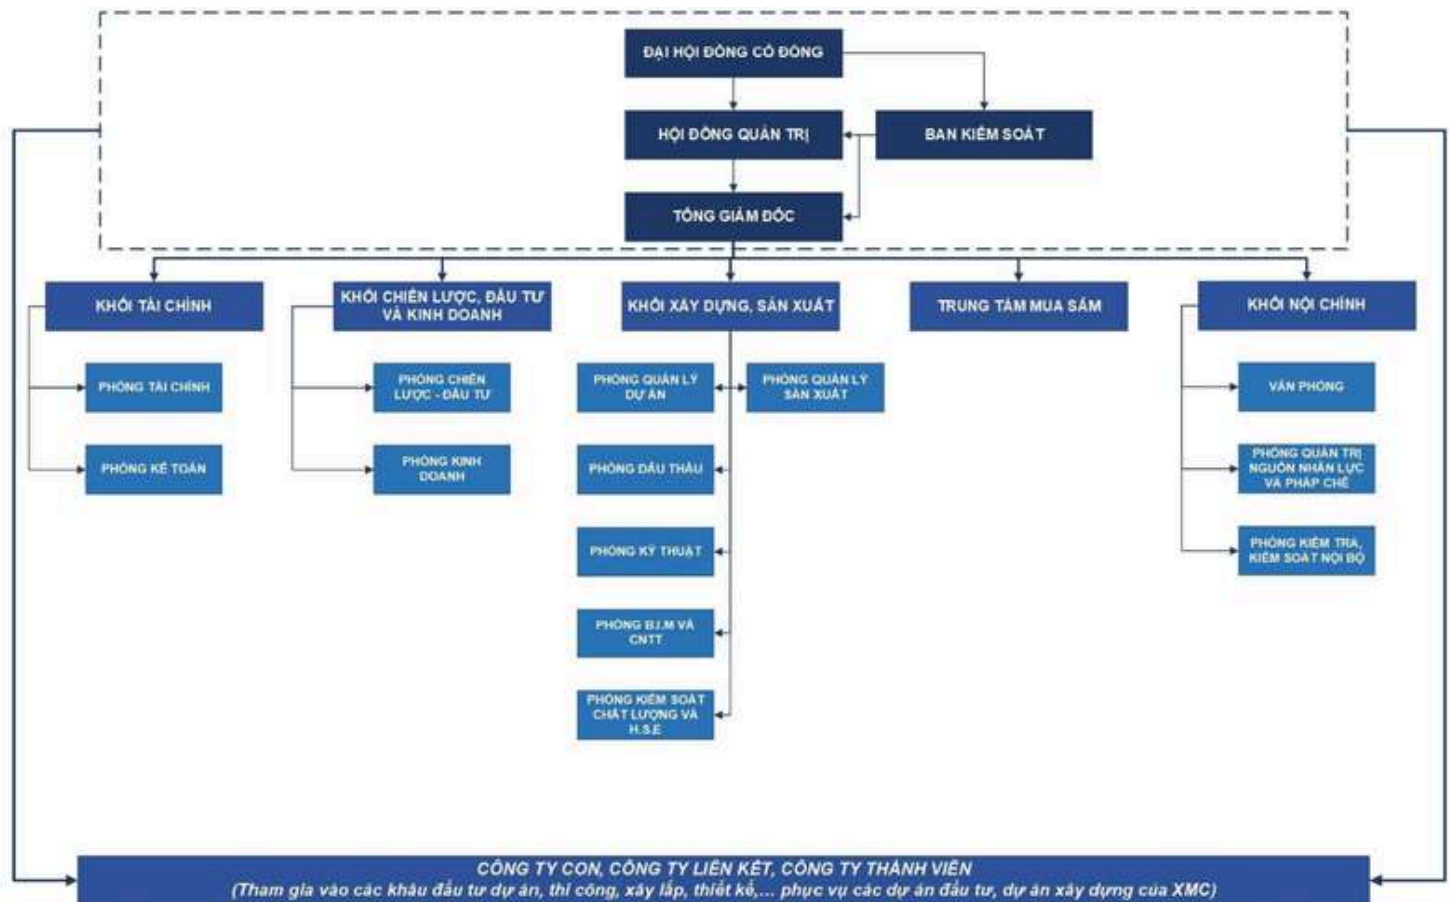 ĐẠI HỘI ĐỒNG CỔ ĐÔNG
HỘI ĐỒNG QUẢN TRỊ
BAN KIỂM SOÁT
TỔNG GIÁM ĐỐC
KHỐI TÀI CHÍNH
KHỐI CHIẾN LƯỢC, ĐẦU TƯ
VÀ KINH DOANH
KHỐI XÂY DỰNG, SẢN XUẤT
TRUNG TÂM MUA SẮM
KHỐI NỘI CHÍNH
PHÒNG TÀI CHÍNH
PHÒNG KẾ TOÁN
PHÒNG CHIẾN
LƯỢC - ĐẦU TƯ
PHÒNG KINH
DOANH
PHÒNG QUẢN LÝ
DỰ ÁN
PHÒNG QUẢN LÝ
SẢN XUẤT
PHÒNG ĐẤU THẦU
PHÒNG KỸ THUẬT
PHÒNG B.I.M VÀ
CNTT
PHÒNG KIỂM SOÁT
CHẤT LƯỢNG VÀ
H.S.E
VĂN PHÒNG
PHÒNG QUẢN TRỊ
NGUỒN NHÂN LỰC
VÀ PHÁP CHẾ
PHÒNG KIỂM TRA,
KIỂM SOÁT NỘI BỘ
CÔNG TY CON, CÔNG TY LIÊN KẾT, CÔNG TY THÀNH VIÊN
(Tham gia vào các khâu đầu tư dự án, thi công, xây lắp, thiết kế,... phục vụ các dự án đầu tư, dự án xây dựng của XMC)